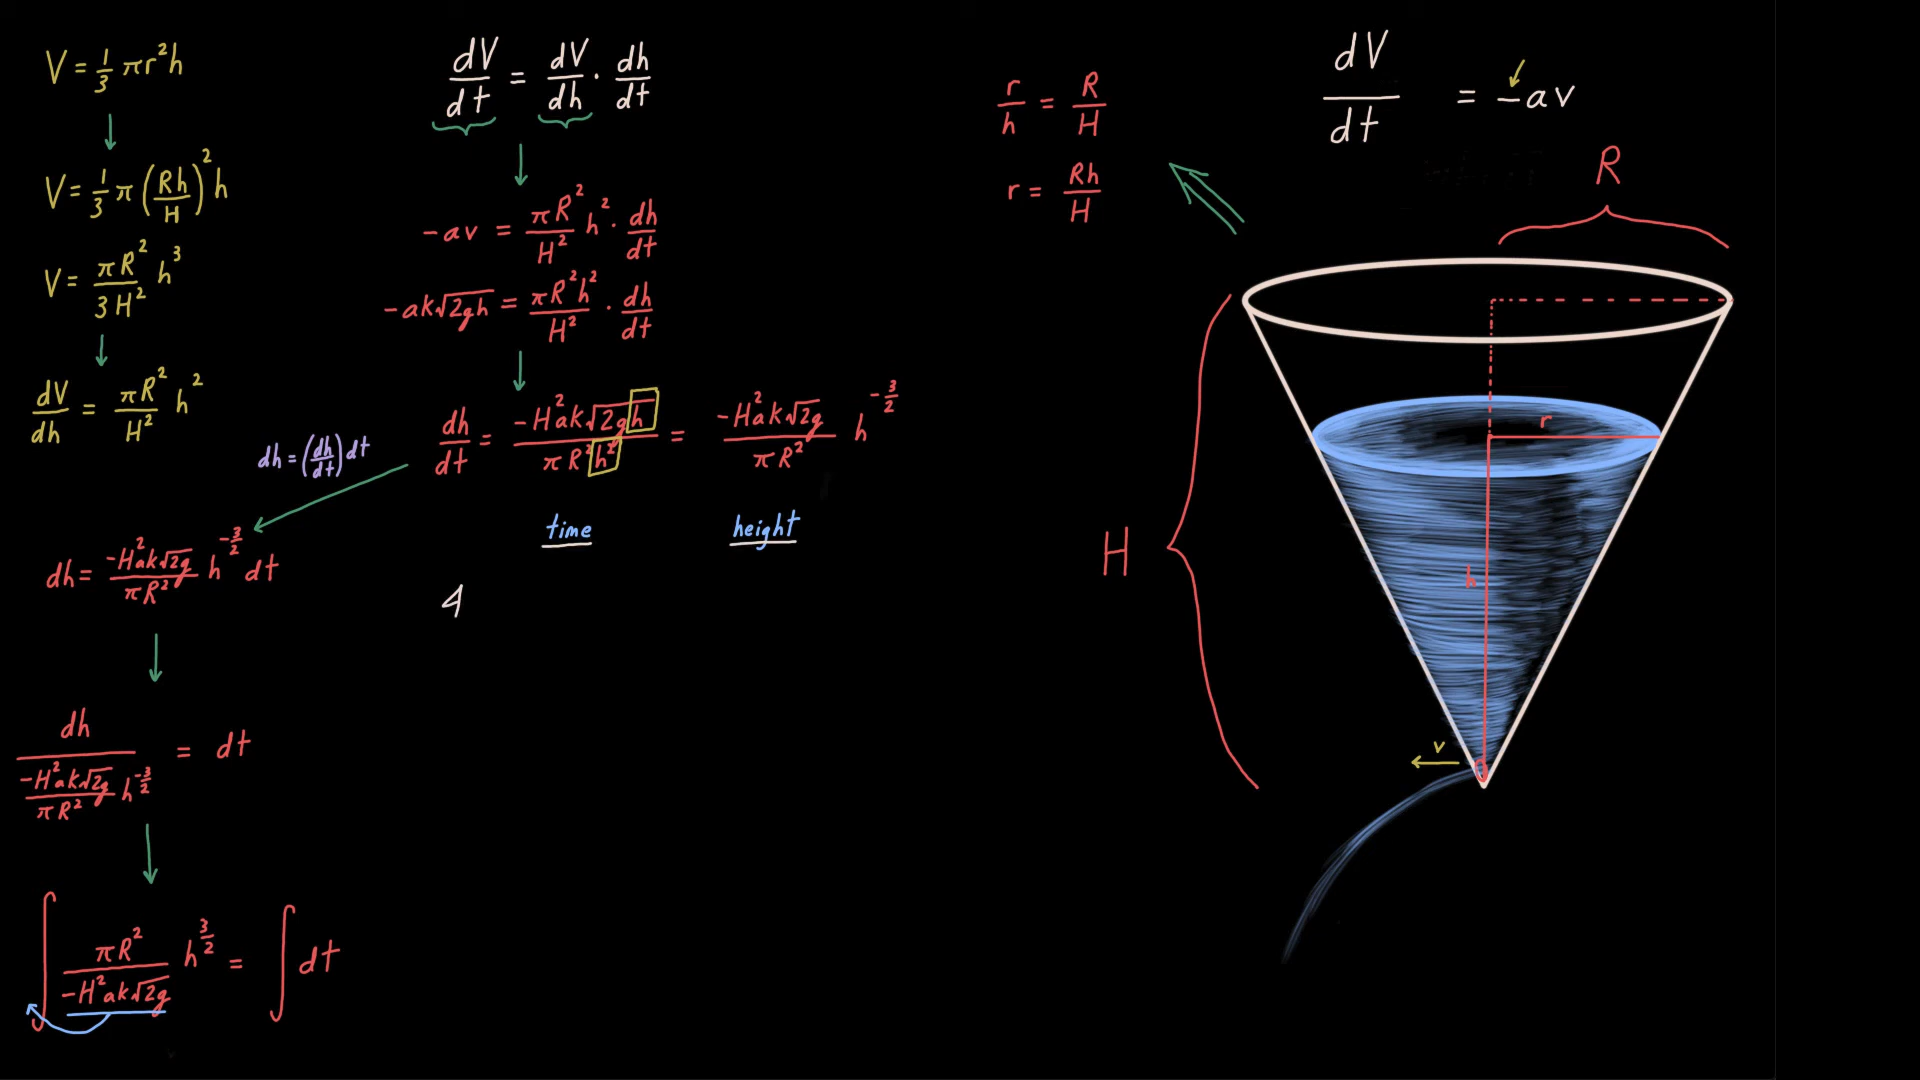 V = 1/3 πr²h
V = 1/3 π (Rh/H)² h
V = πR²/3H² h³
dV/dh = πR²/H² h²
dh = (dh/dt) dt
dh = -H²ak√2g/πR² h^-3/2 dt
dh / (-H²ak√2g/πR² h^-3/2) = dt
∫ πR²/-H²ak√2g h^3/2 = ∫ dt
dV/dt = dV/dh · dh/dt
-av = πR²/H² h² · dh/dt
-ak√2gh = πR²h²/H² · dh/dt
dh/dt = -H²ak√2gh/πR²h² = -H²ak√2g/πR² h^-3/2
time height
r/h = R/H
r = Rh/H
dV/dt = -av
R
H
r
h
v